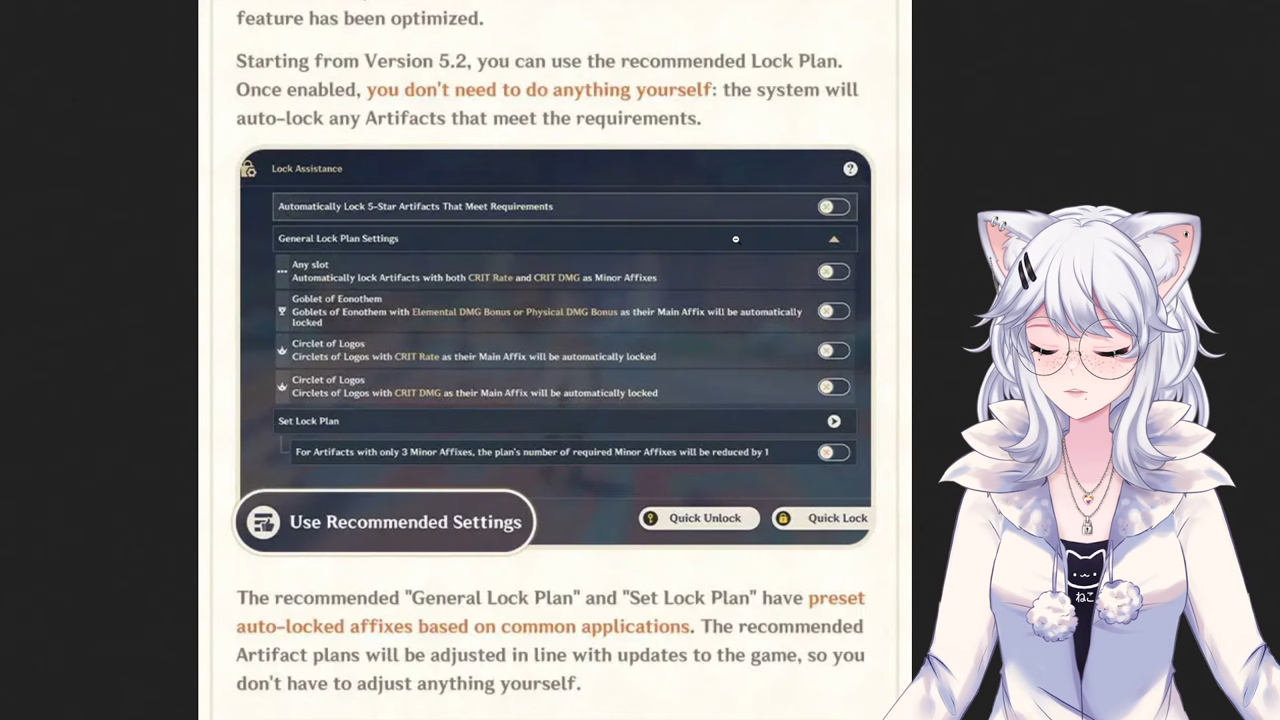 feature has been optimized.
Starting from Version 5.2, you can use the recommended Lock Plan.
Once enabled, you don't need to do anything yourself: the system will
auto-lock any Artifacts that meet the requirements.
Lock Assistance
?
Automatically Lock 5-Star Artifacts That Meet Requirements
General Lock Plan Settings
Any slot
Automatically lock Artifacts with both CRIT Rate and CRIT DMG as Minor Affixes
Goblet of Eonothem
Goblets of Eonothem with Elemental DMG Bonus or Physical DMG Bonus as their Main Affix will be automatically
locked
Circlet of Logos
Circlets of Logos with CRIT Rate as their Main Affix will be automatically locked
Circlet of Logos
Circlets of Logos with CRIT DMG as their Main Affix will be automatically locked
Set Lock Plan
For Artifacts with only 3 Minor Affixes, the plan's number of required Minor Affixes will be reduced by 1
Use Recommended Settings
Quick Unlock
Quick Lock
The recommended "General Lock Plan" and "Set Lock Plan" have preset
auto-locked affixes based on common applications. The recommended
Artifact plans will be adjusted in line with updates to the game, so you
don't have to adjust anything yourself.
ねこ